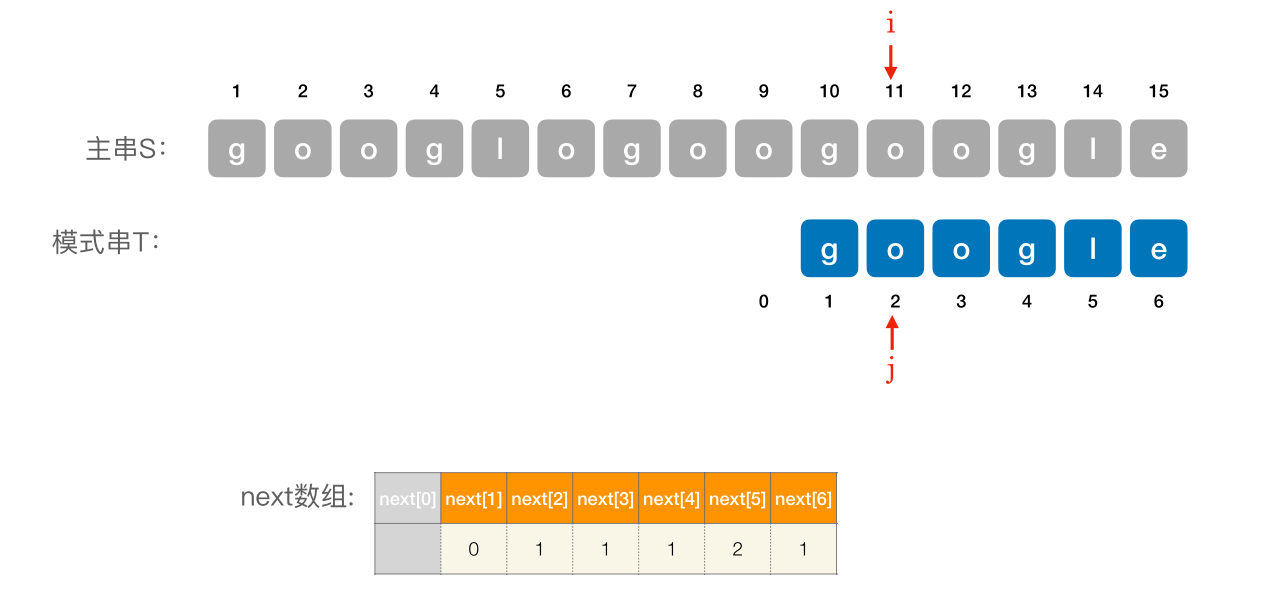 i
1 2 3 4 5 6 7 8 9 10 11 12 13 14 15
主串S: g o o g l o g o o g o o g l e
模式串T: g o o g l e
0 1 2 3 4 5 6
j
next数组: next[0] next[1] next[2] next[3] next[4] next[5] next[6]
0 1 1 1 2 1